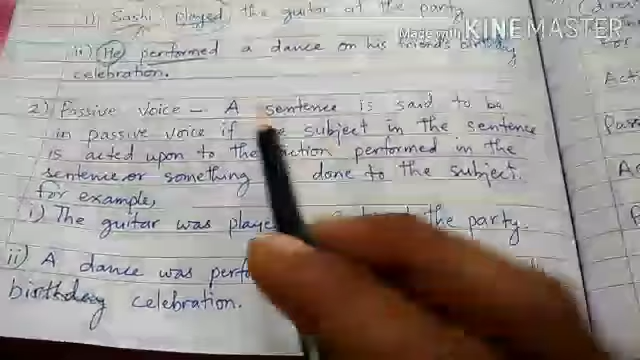 i) Sashi played the guitar at the party
Made with KINEMASTER
ii) He performed a dance on his friend's birthday
celebration.
2) Passive Voice - A sentence is said to be
in passive voice if subject in the sentence
is acted upon to the action performed in the
sentence or something done to the subject.
for example,
i) The guitar was the party.
ii) A dance was
birthday celebration.